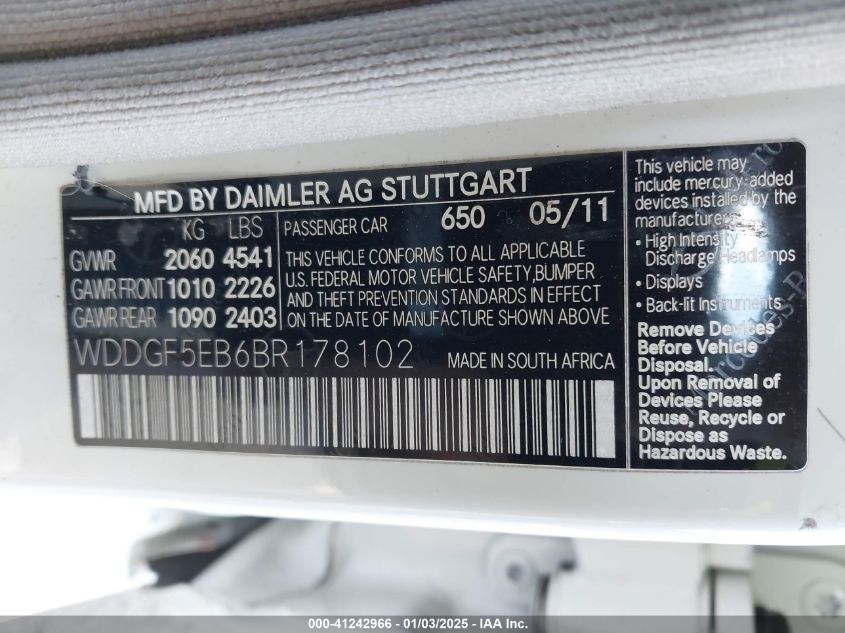 MFD BY DAIMLER AG STUTTGART
KG LBS
GVWR 2060 4541
GAWR FRONT 1010 2226
GAWR REAR 1090 2403
PASSENGER CAR 650 05/11
THIS VEHICLE CONFORMS TO ALL APPLICABLE
U.S. FEDERAL MOTOR VEHICLE SAFETY,BUMPER
AND THEFT PREVENTION STANDARDS IN EFFECT
ON THE DATE OF MANUFACTURE SHOWN ABOVE
WDDGF5EB6BR178102 MADE IN SOUTH AFRICA
This vehicle may
include mercury-added
devices installed by the
manufacturer:
• High Intensity
Discharge Headlamps
• Displays
• Back-lit Instruments
Remove Devices
Before Vehicle
Disposal.
Upon Removal of
Devices Please
Reuse, Recycle or
Dispose as
Hazardous Waste.
000-41242966 - 01/03/2025 - IAA Inc.